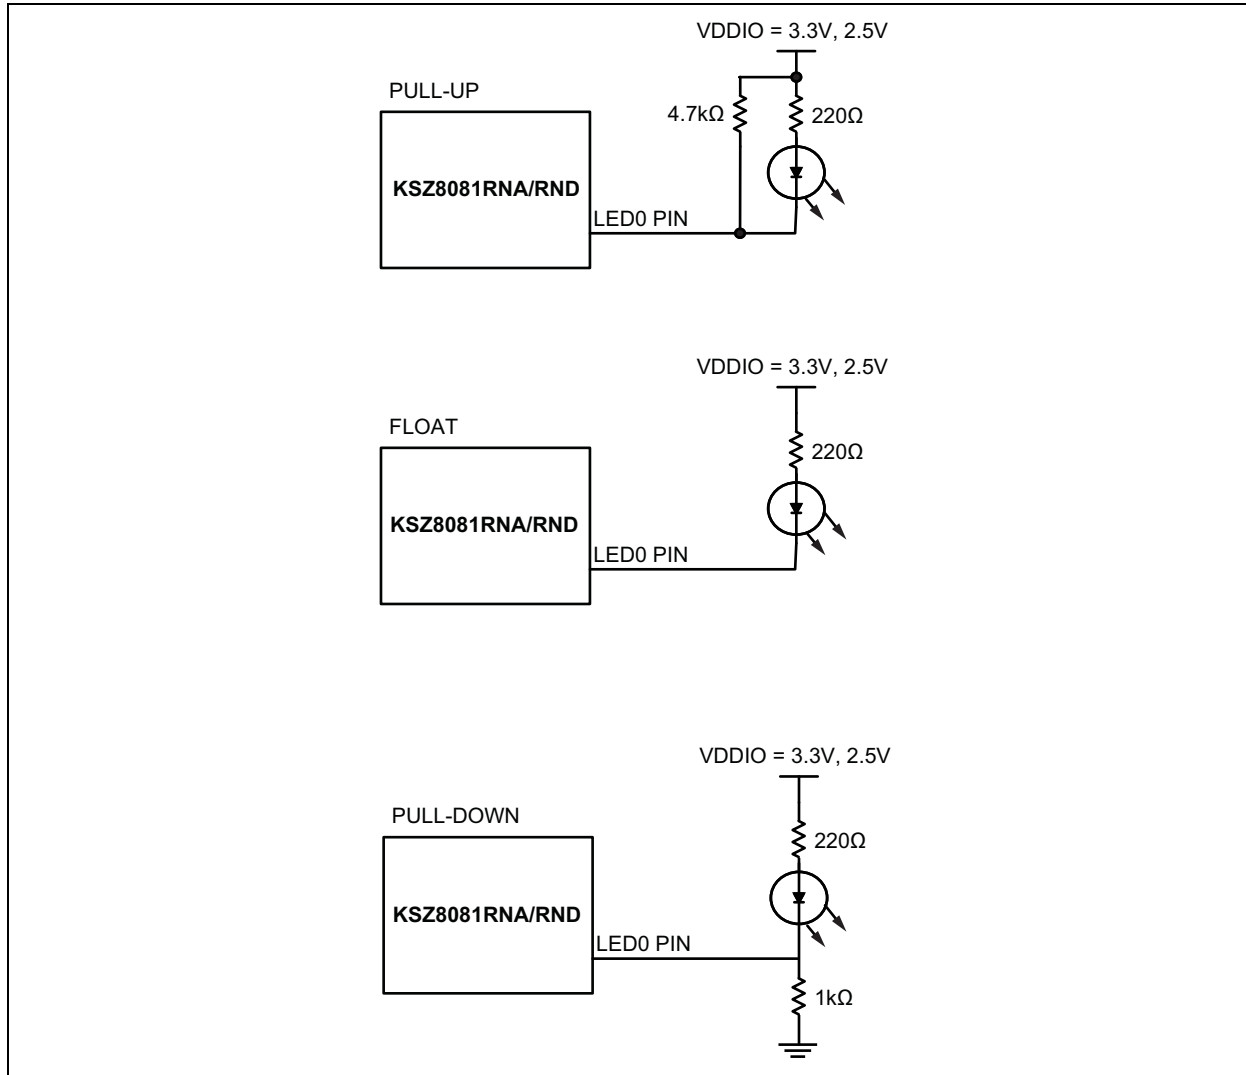 VDDIO = 3.3V, 2.5V
PULL-UP
4.7kΩ
220Ω
KSZ8081RNA/RND
LED0 PIN
VDDIO = 3.3V, 2.5V
FLOAT
220Ω
KSZ8081RNA/RND
LED0 PIN
VDDIO = 3.3V, 2.5V
PULL-DOWN
220Ω
KSZ8081RNA/RND
LED0 PIN
1kΩ